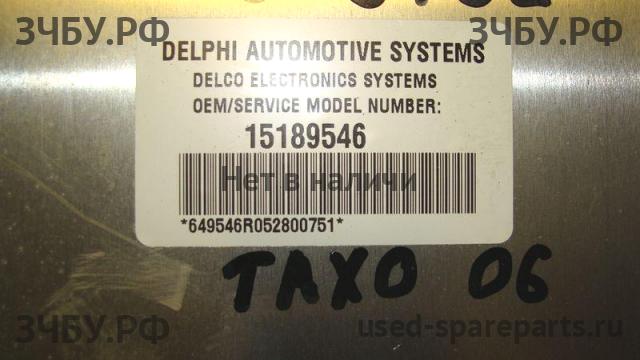 ЗЧБУ.РФ
ЗЧБУ.РФ
DELPHI AUTOMOTIVE SYSTEMS
DELCO ELECTRONICS SYSTEMS
OEM/SERVICE MODEL NUMBER:
15189546
Нет в наличи
*649546R052800751*
TAXO 06
ЗЧБУ.РФ
used-spareparts.ru